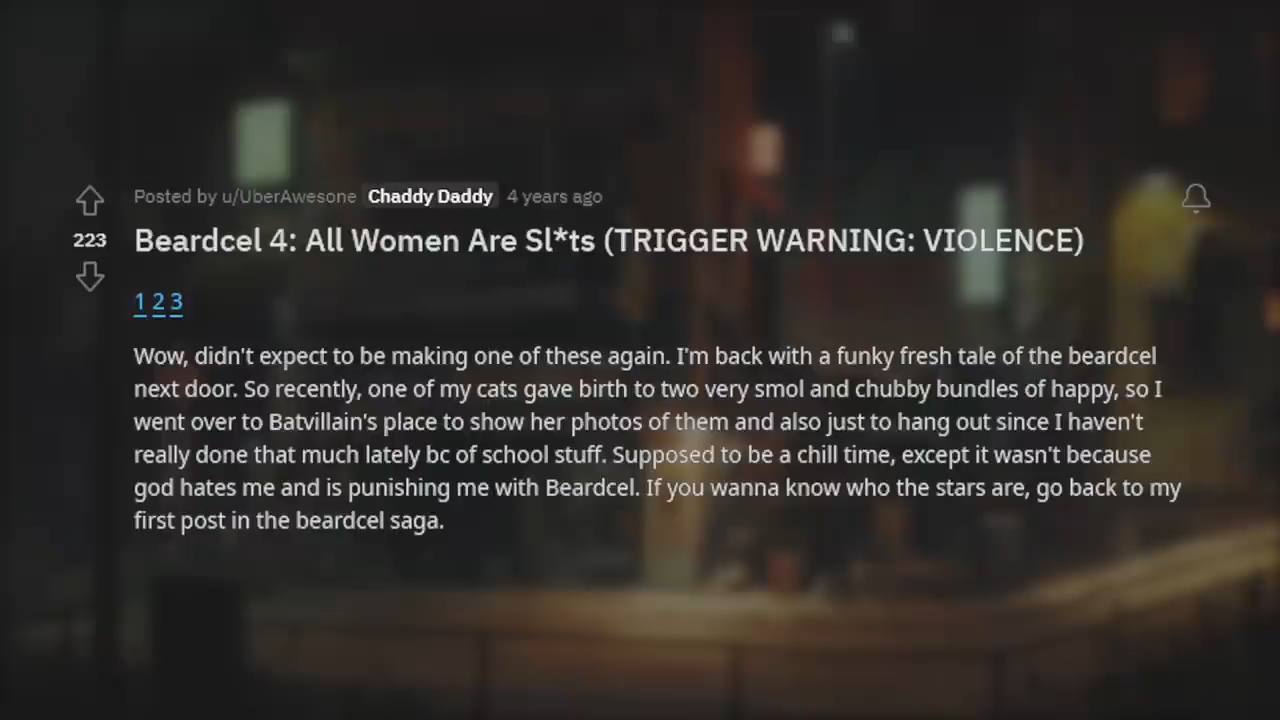 Posted by u/UberAwesone Chaddy Daddy 4 years ago
223
Beardcel 4: All Women Are Sl*ts (TRIGGER WARNING: VIOLENCE)
1 2 3
Wow, didn't expect to be making one of these again. I'm back with a funky fresh tale of the beardcel
next door. So recently, one of my cats gave birth to two very smol and chubby bundles of happy, so I
went over to Batvillain's place to show her photos of them and also just to hang out since I haven't
really done that much lately bc of school stuff. Supposed to be a chill time, except it wasn't because
god hates me and is punishing me with Beardcel. If you wanna know who the stars are, go back to my
first post in the beardcel saga.